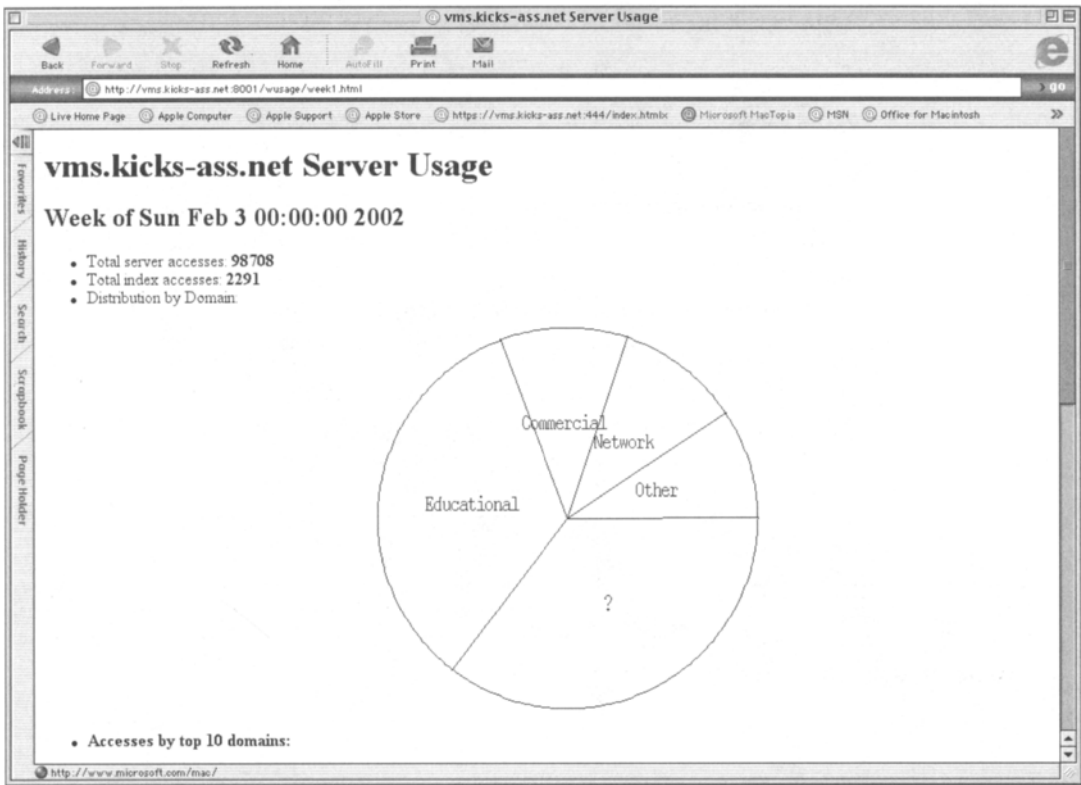 vms.kicks-ass.net Server Usage
Back Forward Stop Refresh Home AutoFill Print Mail
Address: http://vms.kicks-ass.net:8001/wusage/week1.html go
Live Home Page Apple Computer Apple Support Apple Store https://vms.kicks-ass.net:444/index.htmlx Microsoft MacTopia MSN Office for Macintosh
Favorites
History
Search
Scrapbook
Page Holder
vms.kicks-ass.net Server Usage
Week of Sun Feb 3 00:00:00 2002
• Total server accesses: 98708
• Total index accesses: 2291
• Distribution by Domain:
Commercial
Network
Other
Educational
?
• Accesses by top 10 domains:
http://www.microsoft.com/mac/